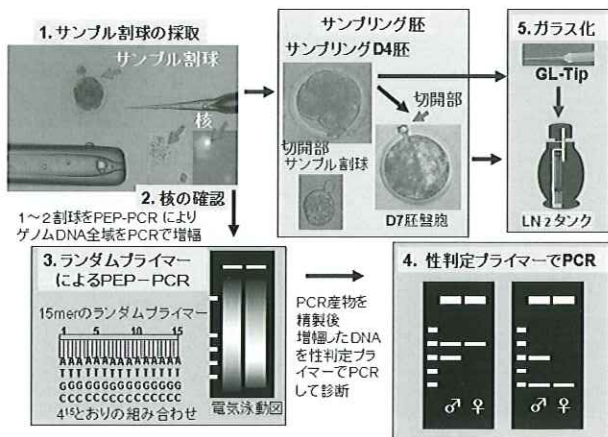 1. サンプル割球の採取
サンプル割球
核
2. 核の確認
1～2割球をPEP-PCRにより
ゲノムDNA全域をPCRで増幅
サンプリング胚
サンプリングD4胚
切開部
切開部
サンプル割球
D7胚盤胞
5. ガラス化
GL-Tip
LN2タンク
3. ランダムプライマー
によるPEP－PCR
15merのランダムプライマー
1 5 10 15
AAAAAAAAAAAAAAA
TTTTTTTTTTTTTTT
GGGGGGGGGGGGGGG
CCCCCCCCCCCCCCC
4¹⁵とおりの組み合わせ
電気泳動図
PCR産物を
精製後
増幅したDNA
を性判定プラ
イマーでPCR
して診断
4. 性判定プライマーでPCR
♂ ♀ ♂ ♀